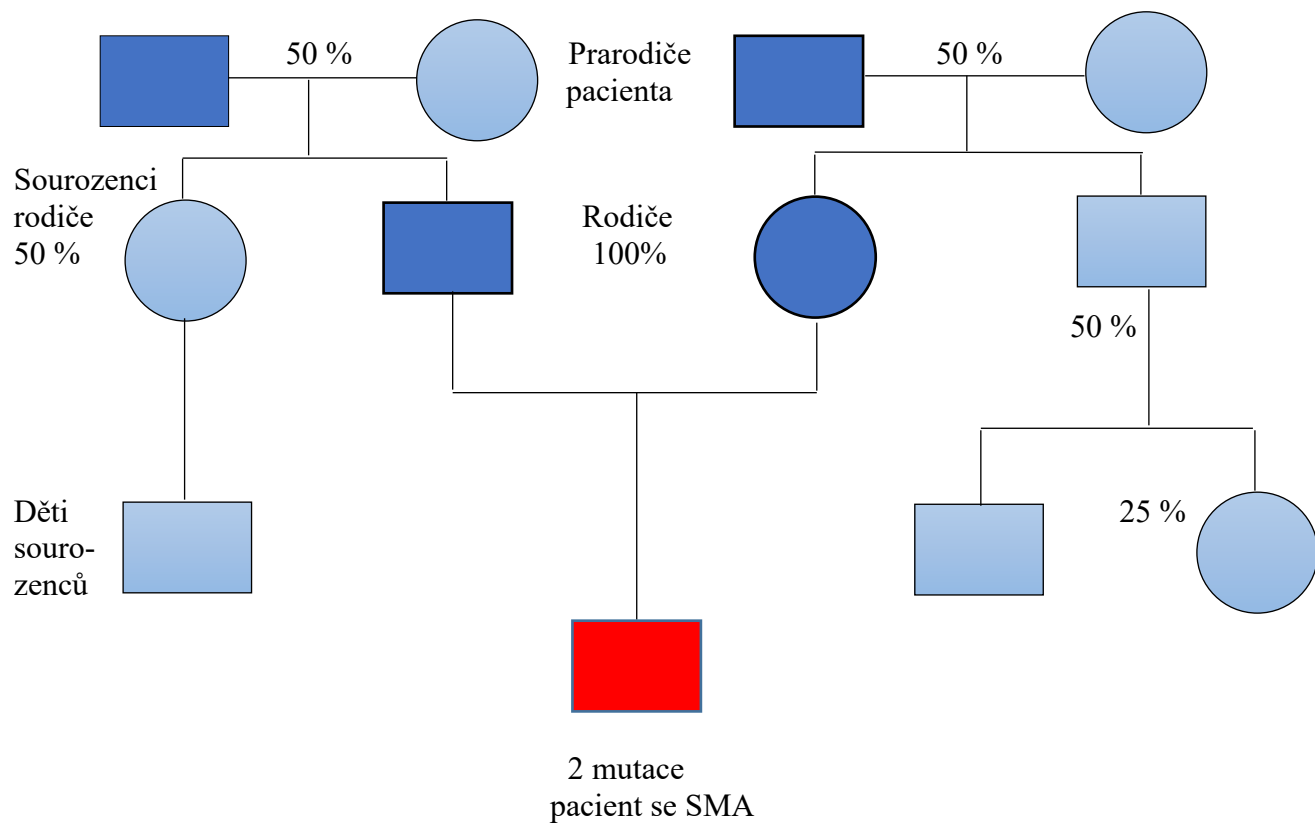 50 %
Prarodiče
pacienta
50 %
Sourozenci
rodiče
50 %
Rodiče
100%
50 %
Děti
souro-
zenců
25 %
2 mutace
pacient se SMA